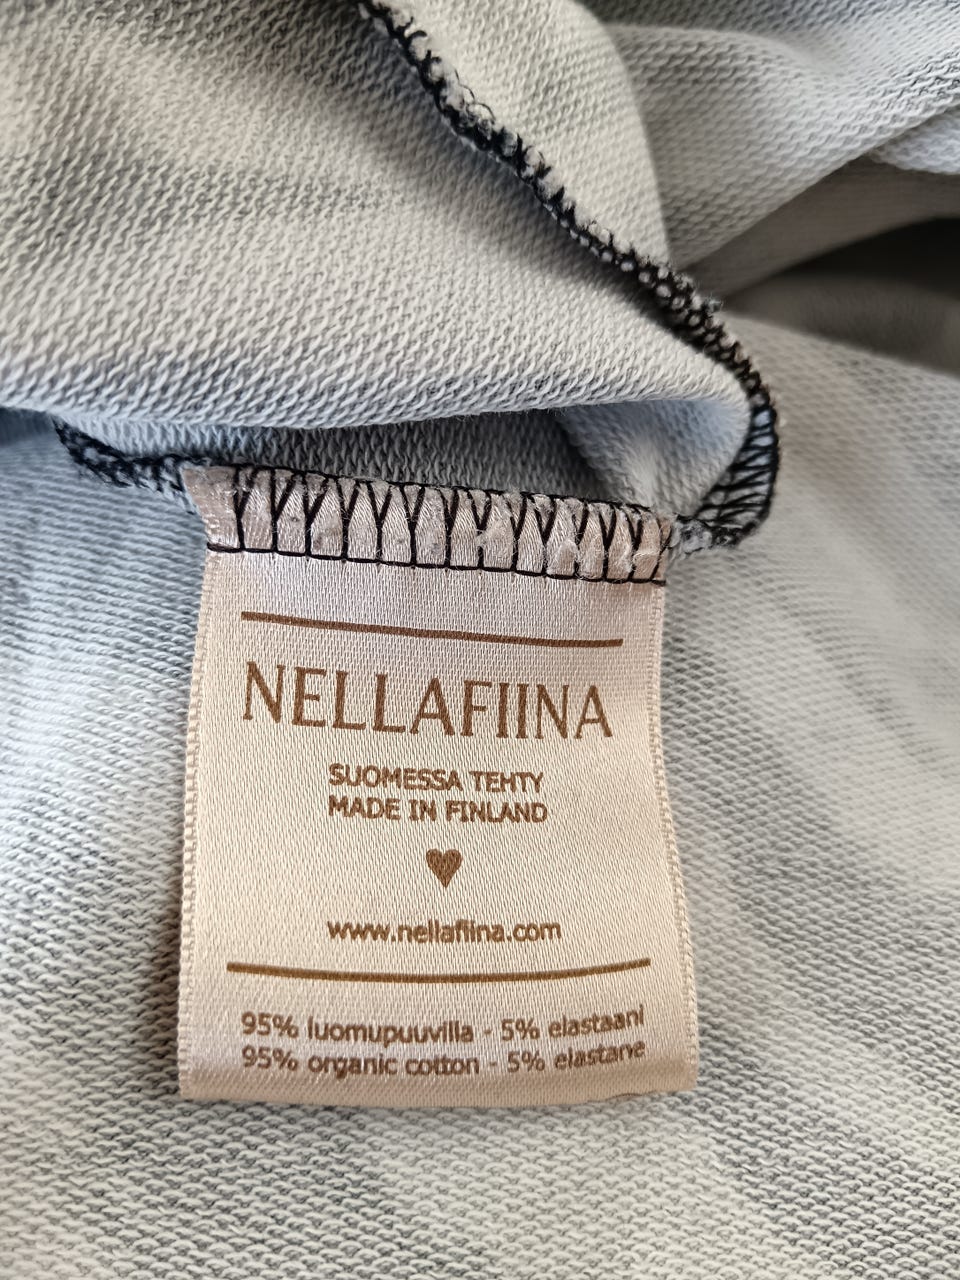 NELLAFIINA
SUOMESSA TEHTY
MADE IN FINLAND
www.nellafiina.com
95% luomupuuvilla - 5% elastaani
95% organic cotton - 5% elastane